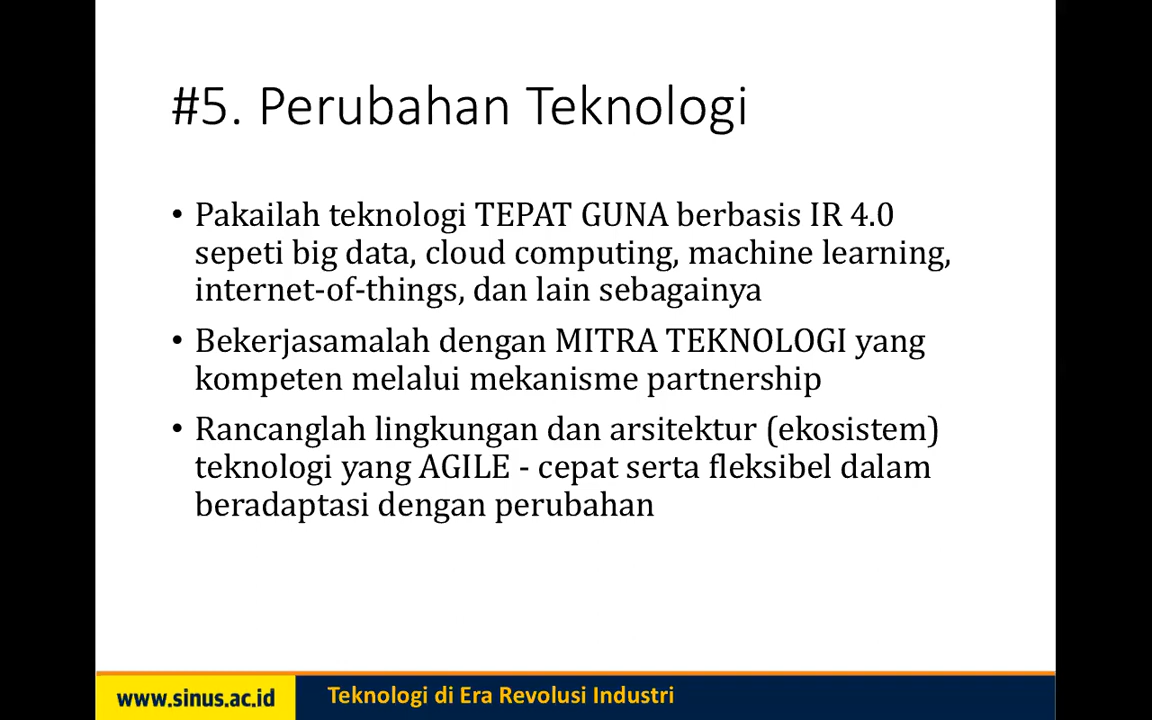 #5. Perubahan Teknologi
• Pakailah teknologi TEPAT GUNA berbasis IR 4.0
sepeti big data, cloud computing, machine learning,
internet-of-things, dan lain sebagainya
• Bekerjasamalah dengan MITRA TEKNOLOGI yang
kompeten melalui mekanisme partnership
• Rancanglah lingkungan dan arsitektur (ekosistem)
teknologi yang AGILE - cepat serta fleksibel dalam
beradaptasi dengan perubahan
www.sinus.ac.id
Teknologi di Era Revolusi Industri